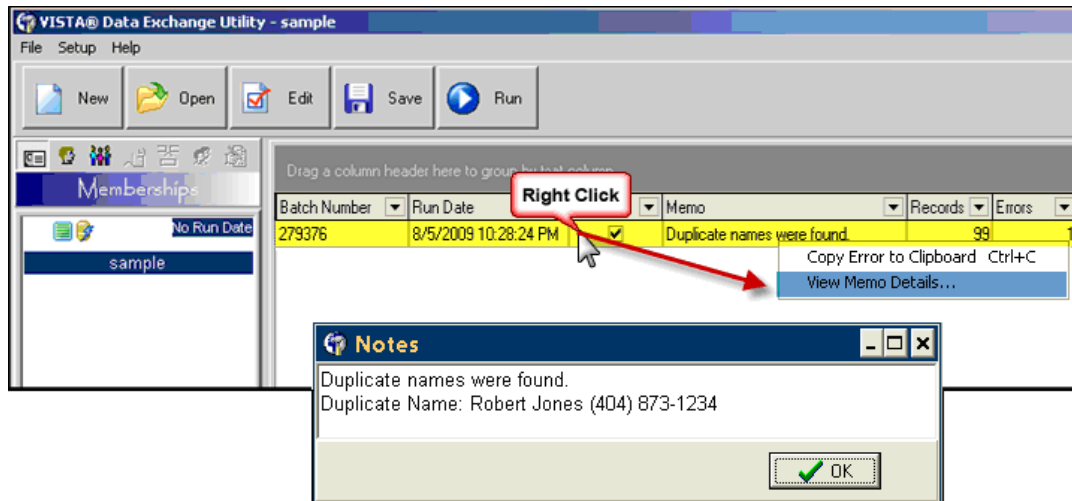 VISTA® Data Exchange Utility - sample
File Setup Help
New Open Edit Save Run
Memberships
No Run Date
sample
Drag a column header here to group by that column
Right Click
Batch Number Run Date Memo Records Errors
279376 8/5/2009 10:28:24 PM Duplicate names were found. 99 1
Copy Error to Clipboard Ctrl+C
View Memo Details...
Notes
Duplicate names were found.
Duplicate Name: Robert Jones (404) 873-1234
OK